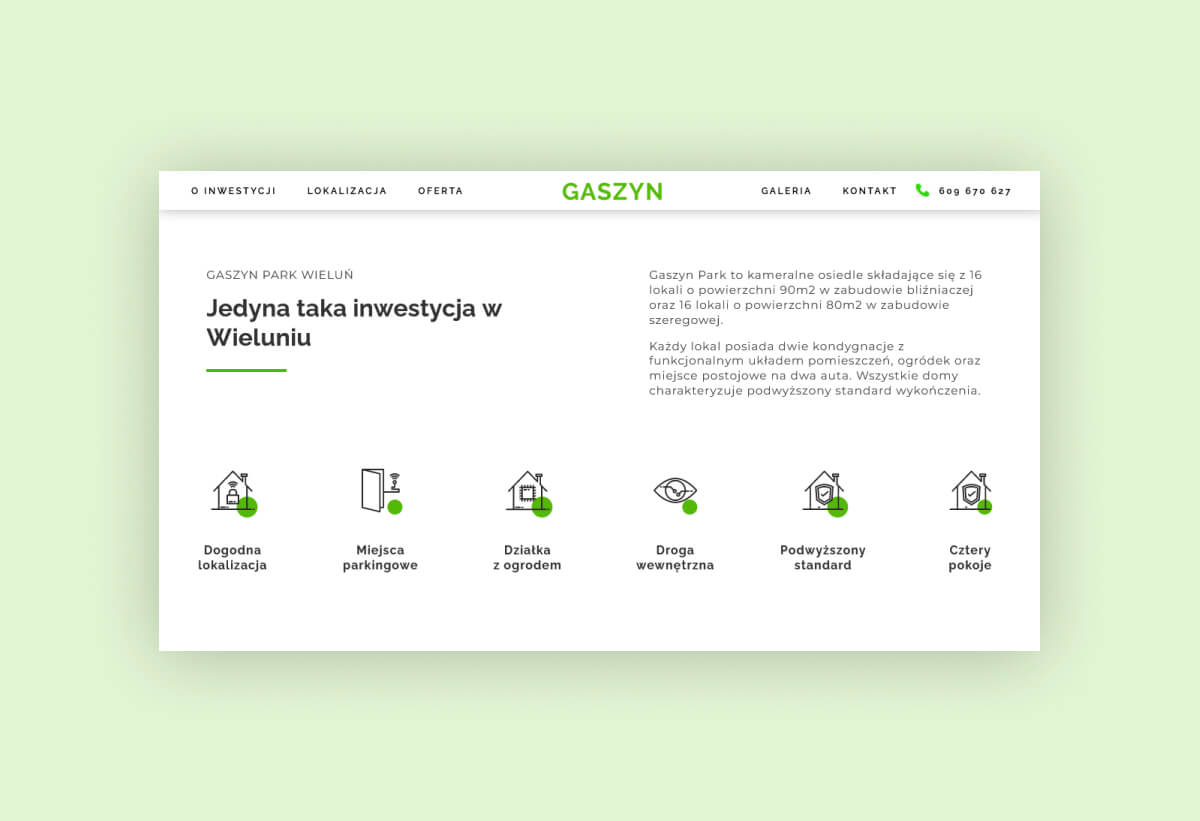 O INWESTYCJI LOKALIZACJA OFERTA GASZYN GALERIA KONTAKT 609 670 627
GASZYN PARK WIELUŃ
Jedyna taka inwestycja w
Wieluniu
Gaszyn Park to kameralne osiedle składające się z 16
lokali o powierzchni 90m2 w zabudowie bliźniaczej
oraz 16 lokali o powierzchni 80m2 w zabudowie
szeregowej.
Każdy lokal posiada dwie kondygnacje z
funkcjonalnym układem pomieszczeń, ogródek oraz
miejsce postojowe na dwa auta. Wszystkie domy
charakteryzuje podwyższony standard wykończenia.
Dogodna
lokalizacja
Miejsca
parkingowe
Działka
z ogrodem
Droga
wewnętrzna
Podwyższony
standard
Cztery
pokoje